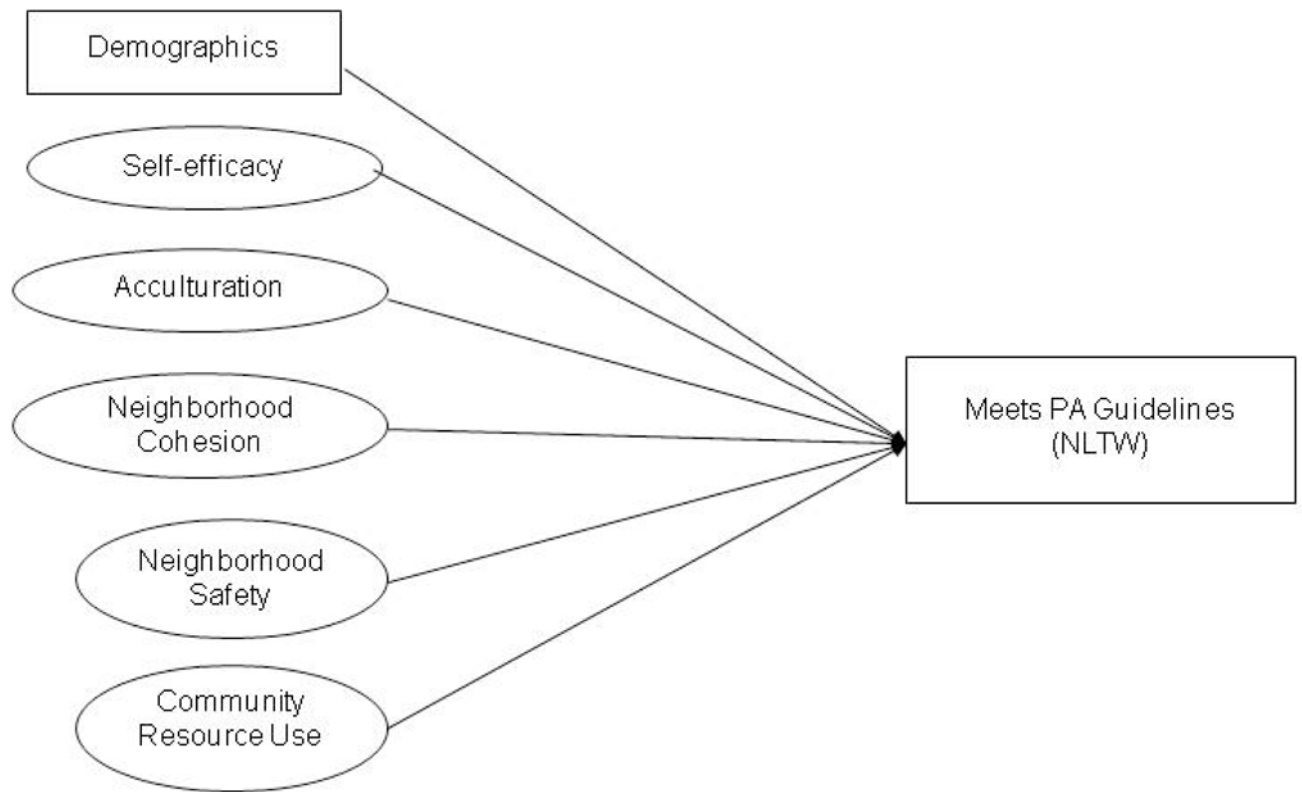 Demographics
Self-efficacy
Acculturation
Neighborhood
Cohesion
Neighborhood
Safety
Community
Resource Use
Meets PA Guidelines
(NLTW)